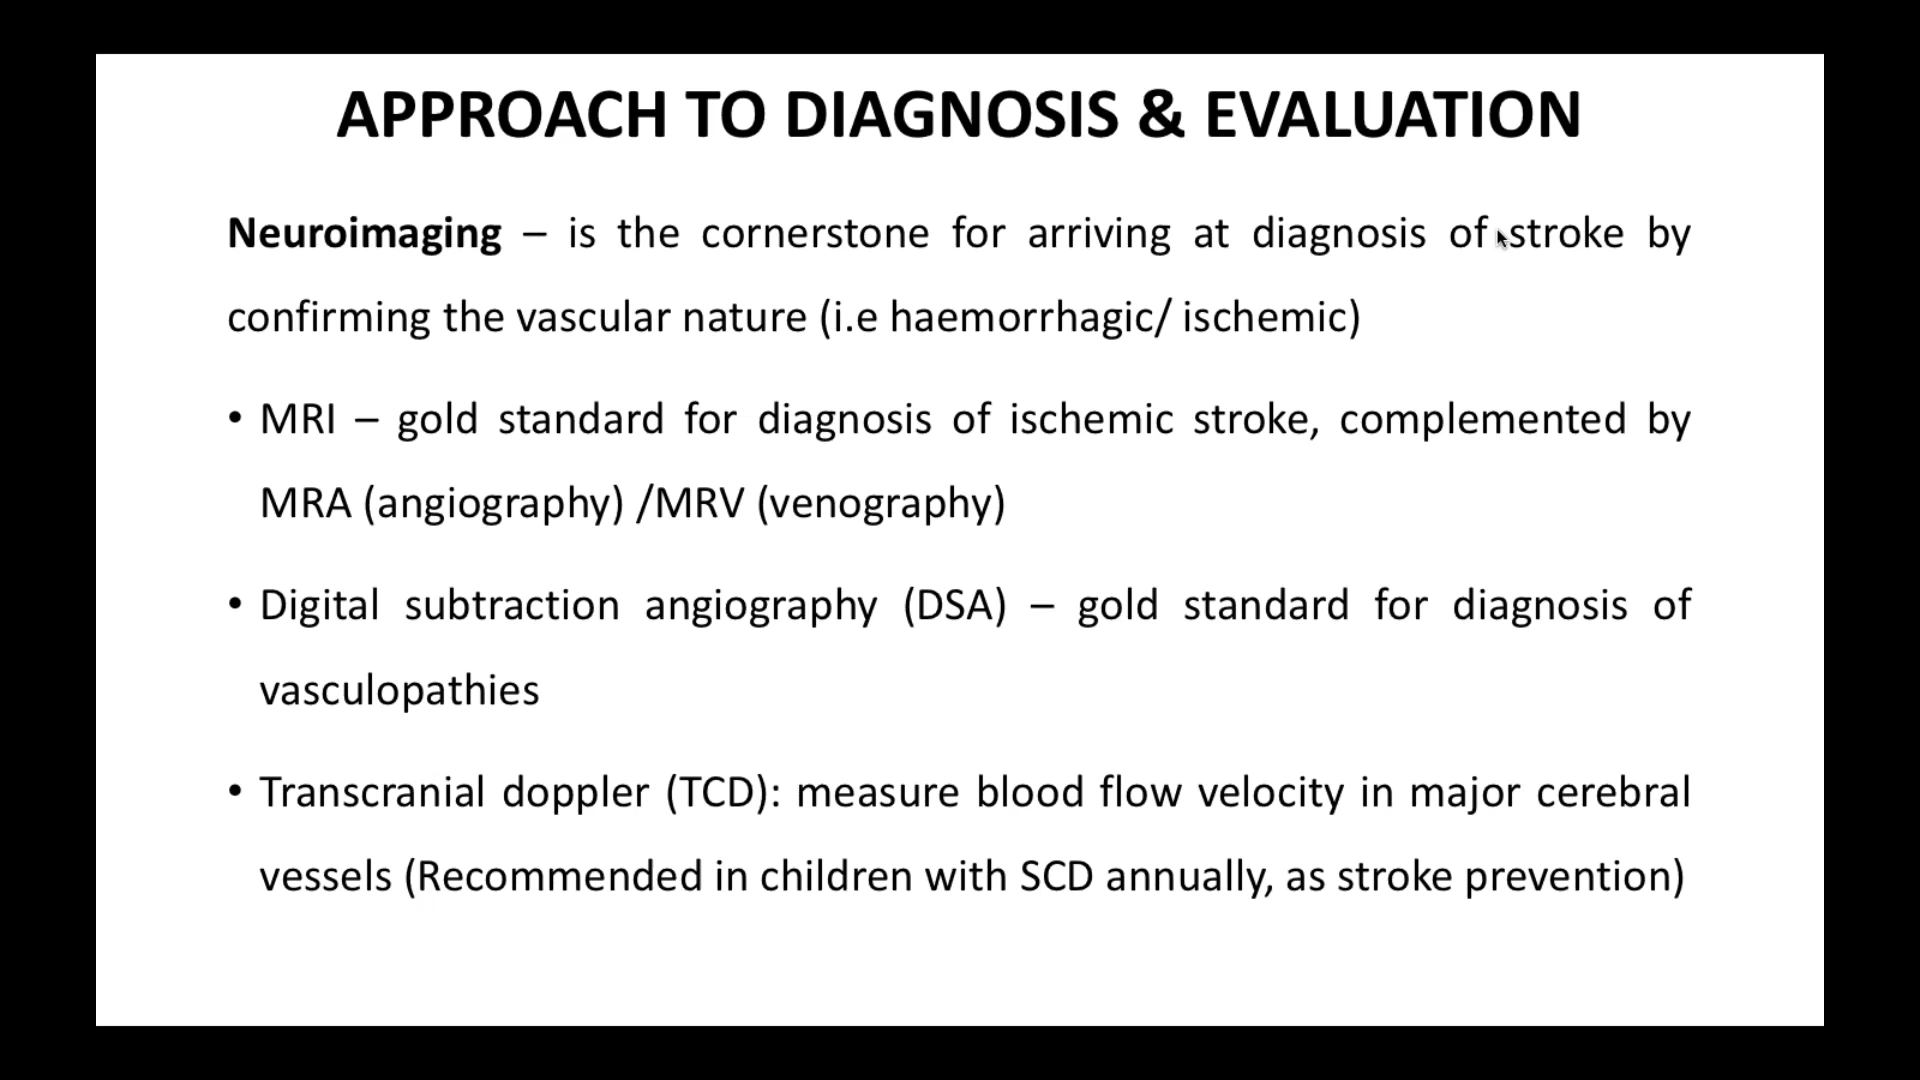 APPROACH TO DIAGNOSIS & EVALUATION
Neuroimaging – is the cornerstone for arriving at diagnosis of stroke by
confirming the vascular nature (i.e haemorrhagic/ ischemic)
• MRI – gold standard for diagnosis of ischemic stroke, complemented by
MRA (angiography) /MRV (venography)
• Digital subtraction angiography (DSA) – gold standard for diagnosis of
vasculopathies
• Transcranial doppler (TCD): measure blood flow velocity in major cerebral
vessels (Recommended in children with SCD annually, as stroke prevention)